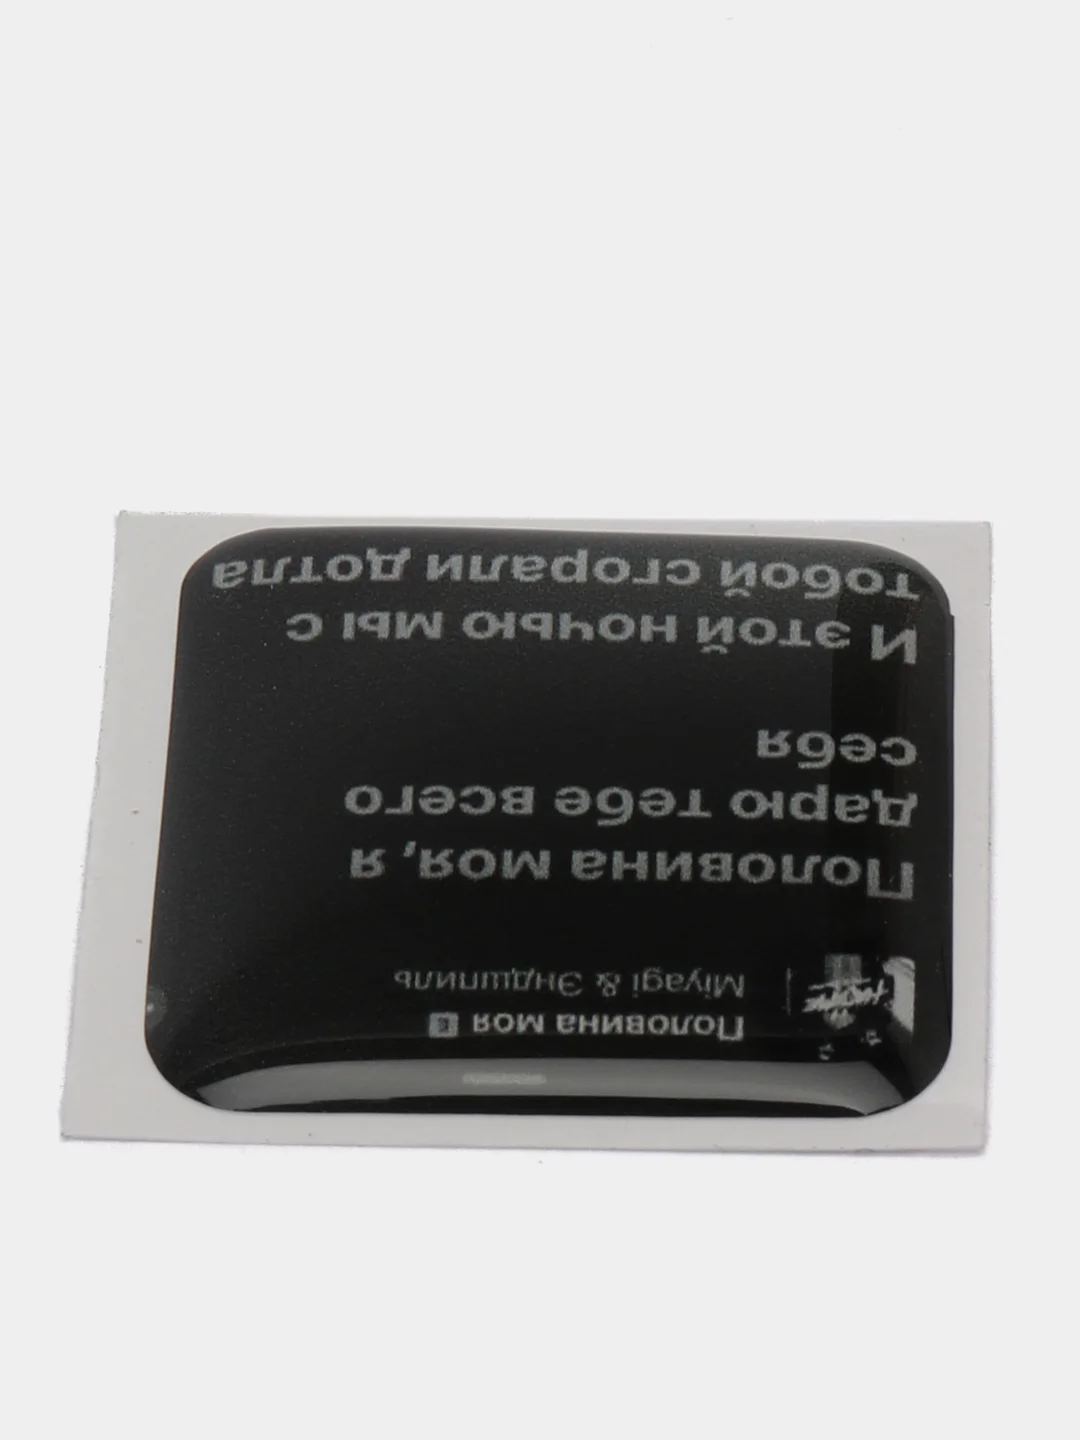 Половина моя E
Miyagi & Эндшпиль
Половина моя, я
дарю тебе всего
себя
И этой ночью мы с
тобой сгорали дотла